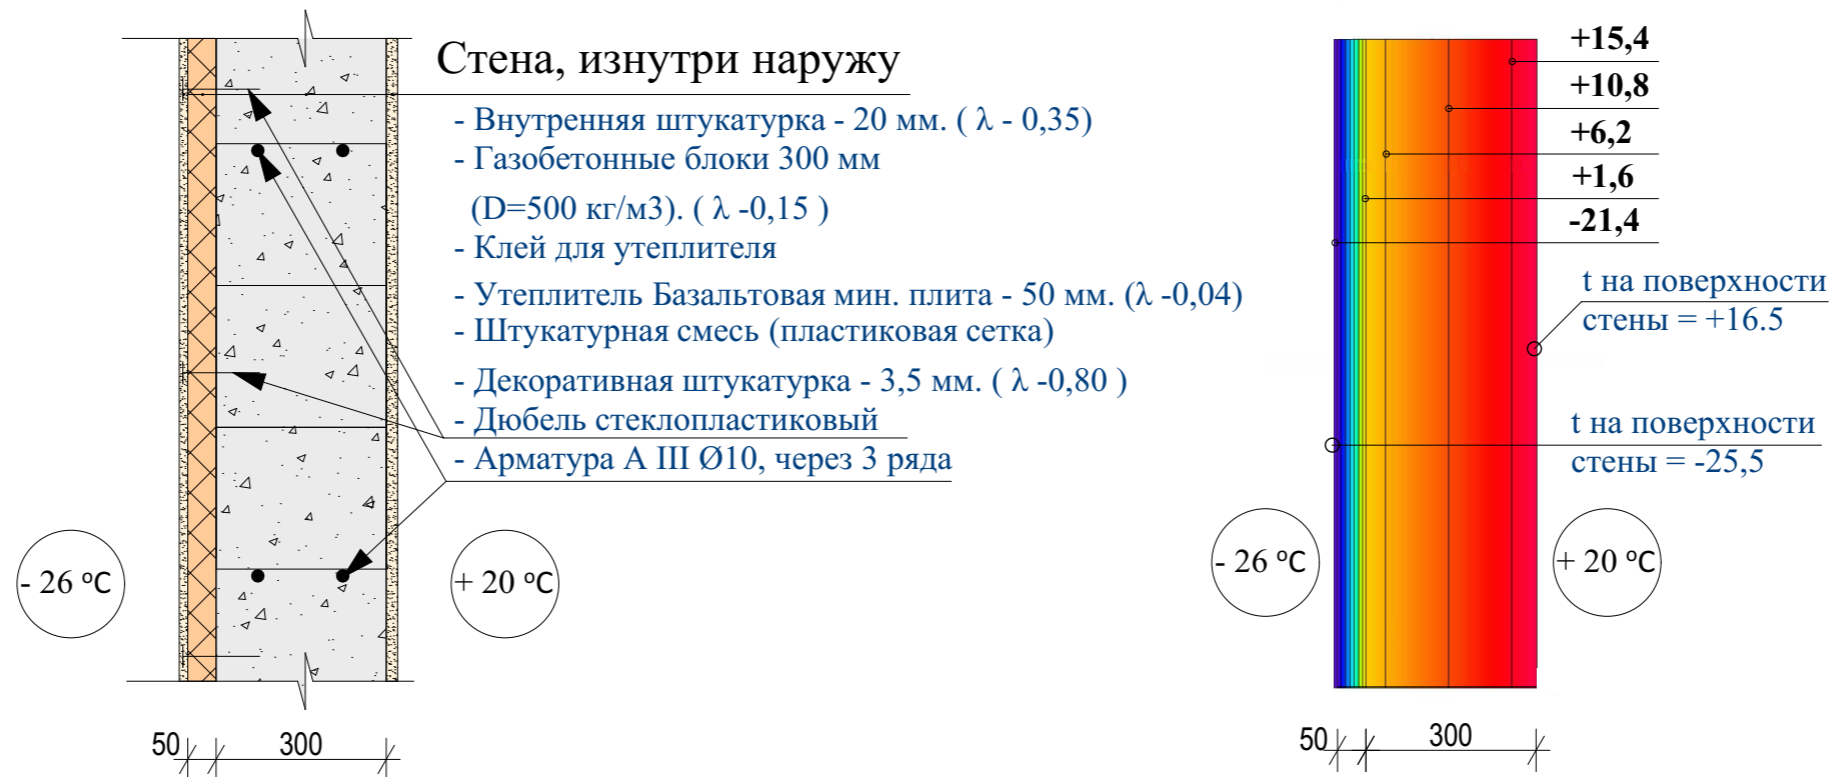 Стена, изнутри наружу
- Внутренняя штукатурка - 20 мм. ( λ - 0,35)
- Газобетонные блоки 300 мм
(D=500 кг/м3). ( λ -0,15 )
- Клей для утеплителя
- Утеплитель Базальтовая мин. плита - 50 мм. (λ -0,04)
- Штукатурная смесь (пластиковая сетка)
- Декоративная штукатурка - 3,5 мм. ( λ -0,80 )
- Дюбель стеклопластиковый
- Арматура А III Ø10, через 3 ряда
- 26 ºC
+ 20 ºC
50
300
+15,4
+10,8
+6,2
+1,6
-21,4
t на поверхности
стены = +16.5
t на поверхности
стены = -25,5
- 26 ºC
+ 20 ºC
50
300